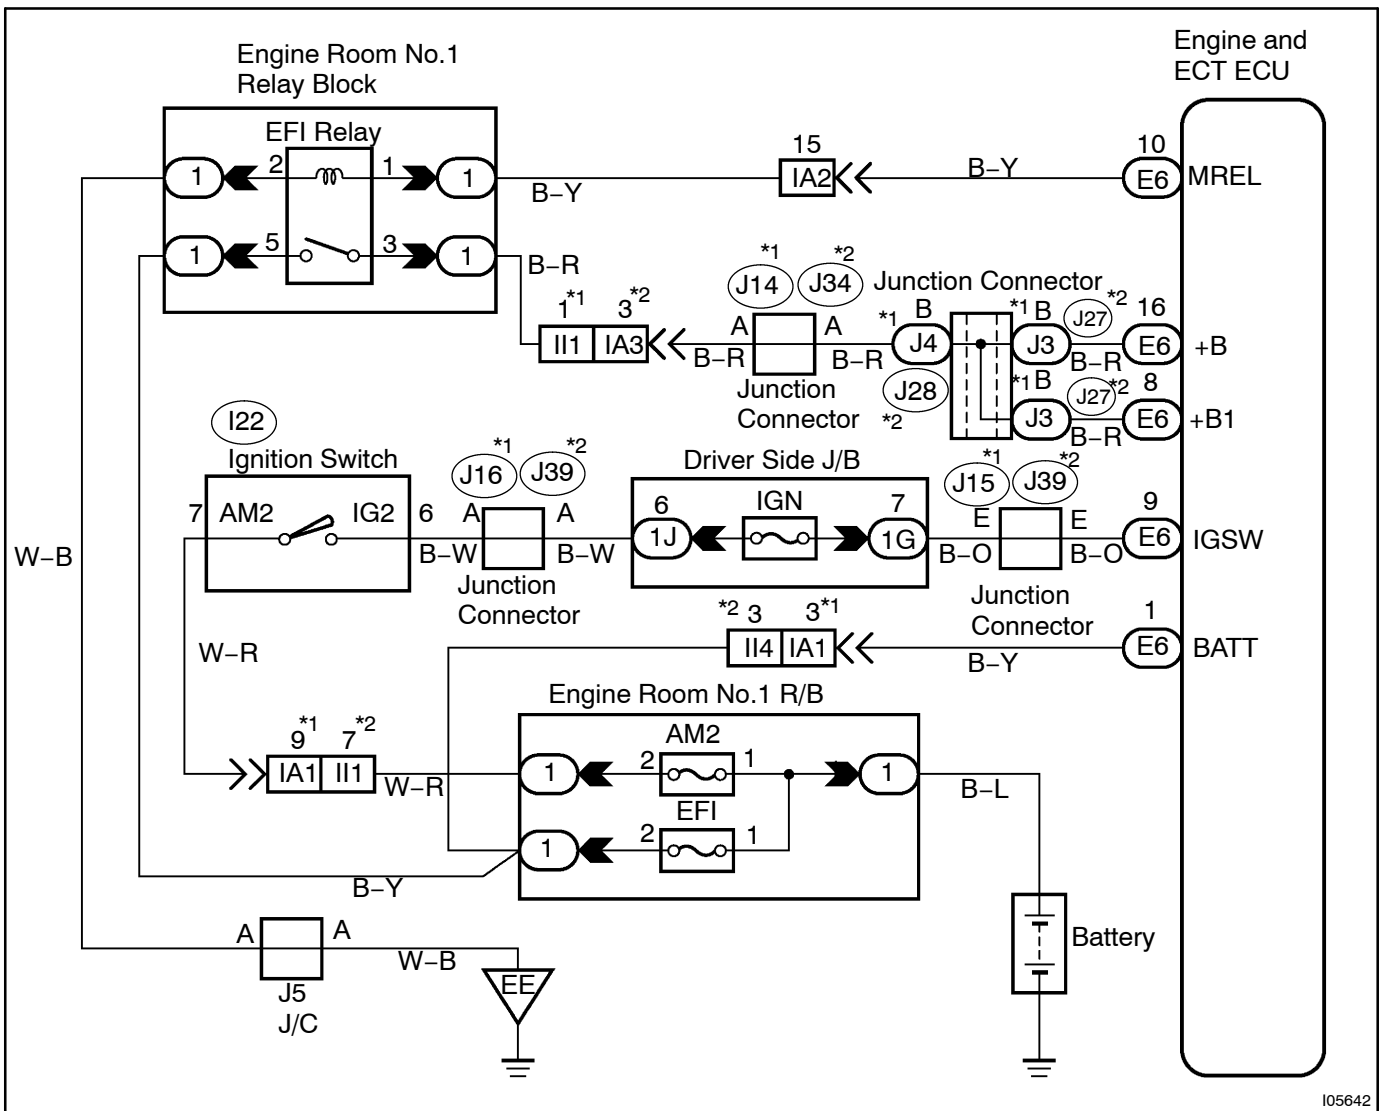 Engine Room No.1
Relay Block
Engine and
ECT ECU
EFI Relay
1 2 1 1
B–Y
15
IA2
B–Y
10
E6
MREL
1 5 3 1
B–R
1*1 3*2
II1 IA3
B–R
*1 *2
J14 J34
A A
B–R
Junction
Connector
Junction Connector
*1 B
J4
J28
*2
*1 B
J3
J27 *2
B–R
16
E6
+B
*1 B
J3
J27 *2
B–R
8
E6
+B1
I22
Ignition Switch
7 AM2 IG2 6
B–W
*1 *2
J16 J39
A A
B–W
Junction
Connector
Driver Side J/B
6
1J
IGN
7
1G
B–O
*1 *2
J15 J39
E E
B–O
Junction
Connector
9
E6
IGSW
W–B
W–R
*2 3 3*1
II4 IA1
B–Y
1
E6
BATT
Engine Room No.1 R/B
9*1 7*2
IA1 II1
W–R
1 2 AM2 1 1
B–L
1 2 EFI 1
B–Y
Battery
A A
W–B
J5
J/C
EE
I05642